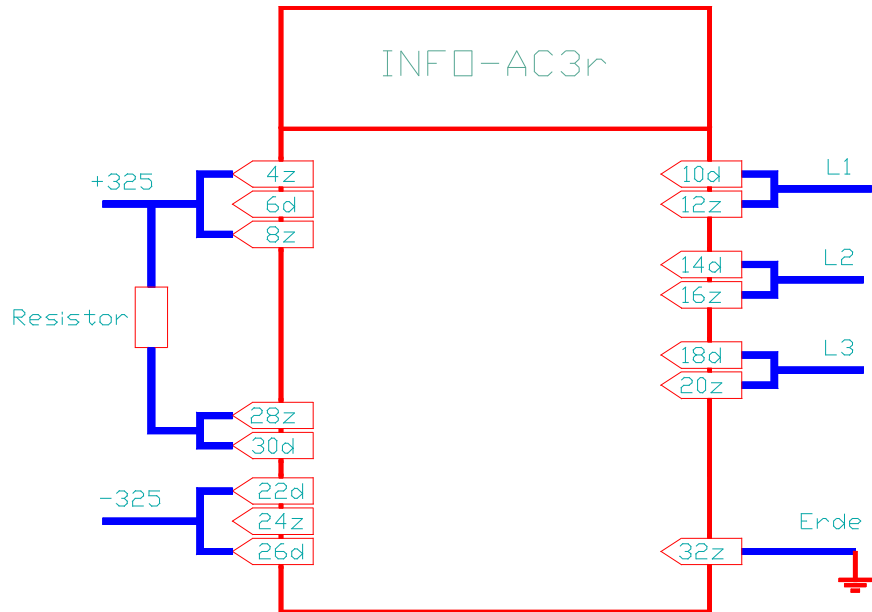 INFO-AC3r
+325
4z
6d
8z
Resistor
28z
30d
-325
22d
24z
26d
10d
12z
L1
14d
16z
L2
18d
20z
L3
Erde
32z